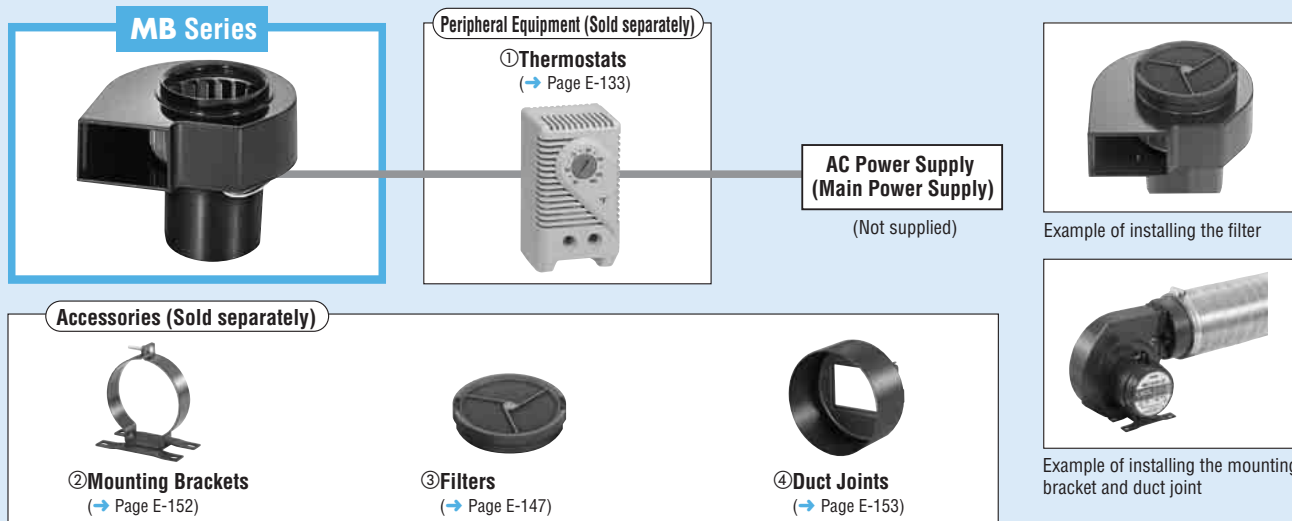 MB Series
Peripheral Equipment (Sold separately)
①Thermostats
(→ Page E-133)
AC Power Supply
(Main Power Supply)
(Not supplied)
Example of installing the filter
Accessories (Sold separately)
②Mounting Brackets
(→ Page E-152)
③Filters
(→ Page E-147)
④Duct Joints
(→ Page E-153)
Example of installing the mounting
bracket and duct joint